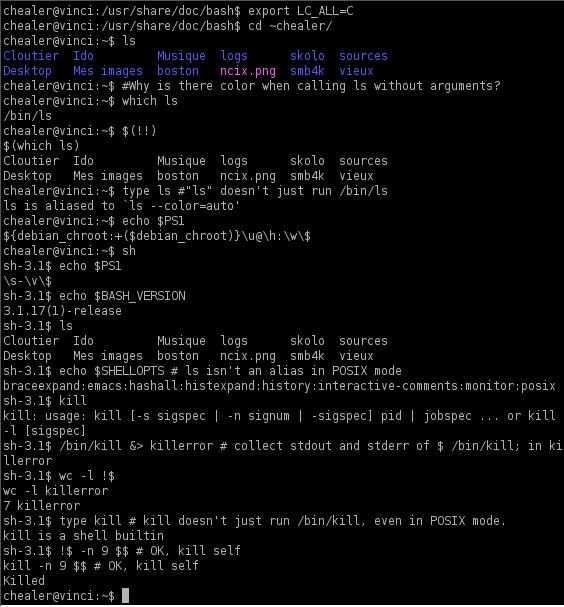 chealer@vinci:/usr/share/doc/bash$ export LC_ALL=C
chealer@vinci:/usr/share/doc/bash$ cd ~chealer/
chealer@vinci:~$ ls
Cloutier  Ido         Musique  logs      skolo  sources
Desktop   Mes images  boston   ncix.png  smb4k  vieux
chealer@vinci:~$ #Why is there color when calling ls without arguments?
chealer@vinci:~$ which ls
/bin/ls
chealer@vinci:~$ $(!!)
$(which ls)
Cloutier  Ido         Musique  logs      skolo  sources
Desktop   Mes images  boston   ncix.png  smb4k  vieux
chealer@vinci:~$ type ls #"ls" doesn't just run /bin/ls
ls is aliased to `ls --color=auto'
chealer@vinci:~$ echo $PS1
${debian_chroot:+($debian_chroot)}\u@\h:\w\$
chealer@vinci:~$ sh
sh-3.1$ echo $PS1
\s-\v\$
sh-3.1$ echo $BASH_VERSION
3.1.17(1)-release
sh-3.1$ ls
Cloutier  Ido         Musique  logs      skolo  sources
Desktop   Mes images  boston   ncix.png  smb4k  vieux
sh-3.1$ echo $SHELLOPTS # ls isn't an alias in POSIX mode
braceexpand:emacs:hashall:histexpand:history:interactive-comments:monitor:posix
sh-3.1$ kill
kill: usage: kill [-s sigspec | -n signum | -sigspec] pid | jobspec ... or kill
-l [sigspec]
sh-3.1$ /bin/kill &> killerror # collect stdout and stderr of $ /bin/kill; in ki
llerror
sh-3.1$ wc -l !$
wc -l killerror
7 killerror
sh-3.1$ type kill # kill doesn't just run /bin/kill, even in POSIX mode.
kill is a shell builtin
sh-3.1$ !$ -n 9 $$ # OK, kill self
kill -n 9 $$ # OK, kill self
Killed
chealer@vinci:~$